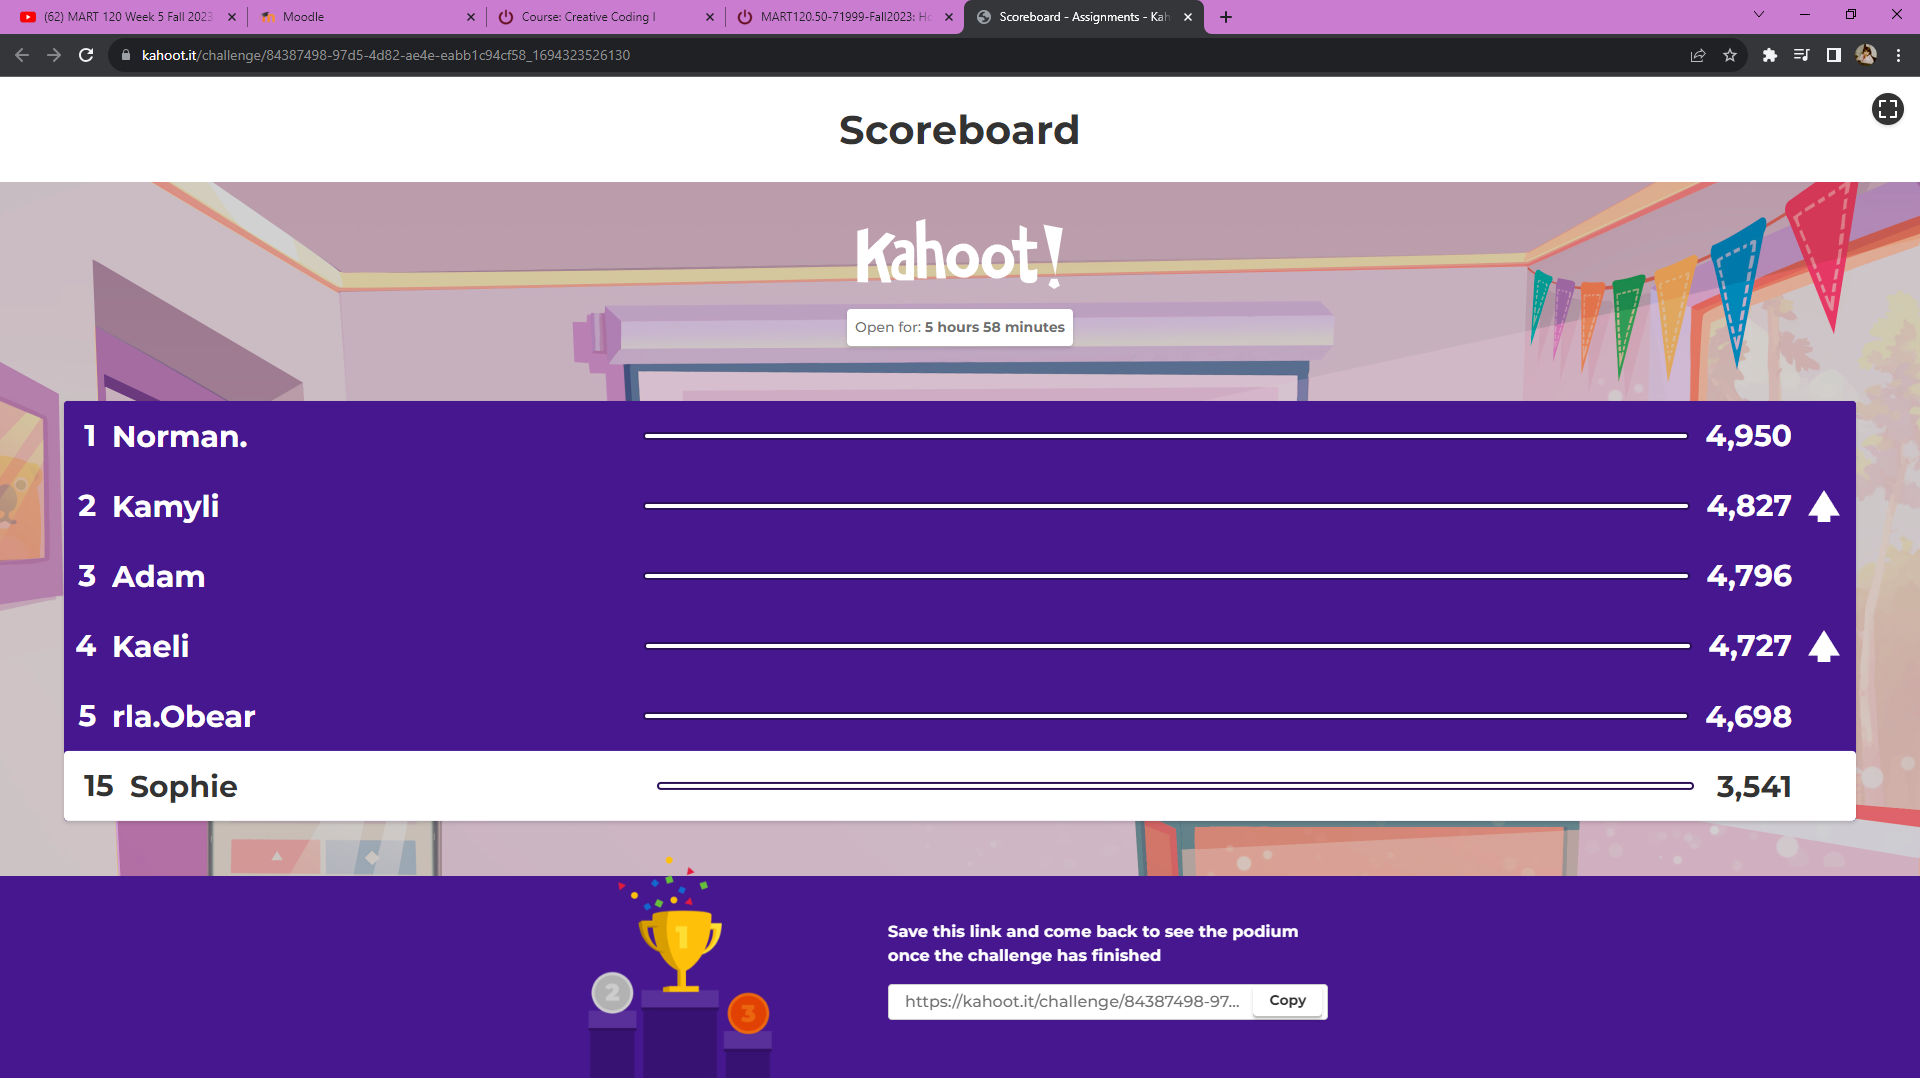 (62) MART 120 Week 5 Fall 2023
Moodle
Course: Creative Coding I
MART120.50-71999-Fall2023: Ho
Scoreboard - Assignments - Kah
kahoot.it/challenge/84387498-97d5-4d82-ae4e-eabb1c94cf58_1694323526130
Scoreboard
Kahoot!
Open for: 5 hours 58 minutes
1 Norman. 4,950
2 Kamyli 4,827
3 Adam 4,796
4 Kaeli 4,727
5 rla.Obear 4,698
15 Sophie 3,541
1
2
3
Save this link and come back to see the podium
once the challenge has finished
https://kahoot.it/challenge/84387498-97... Copy